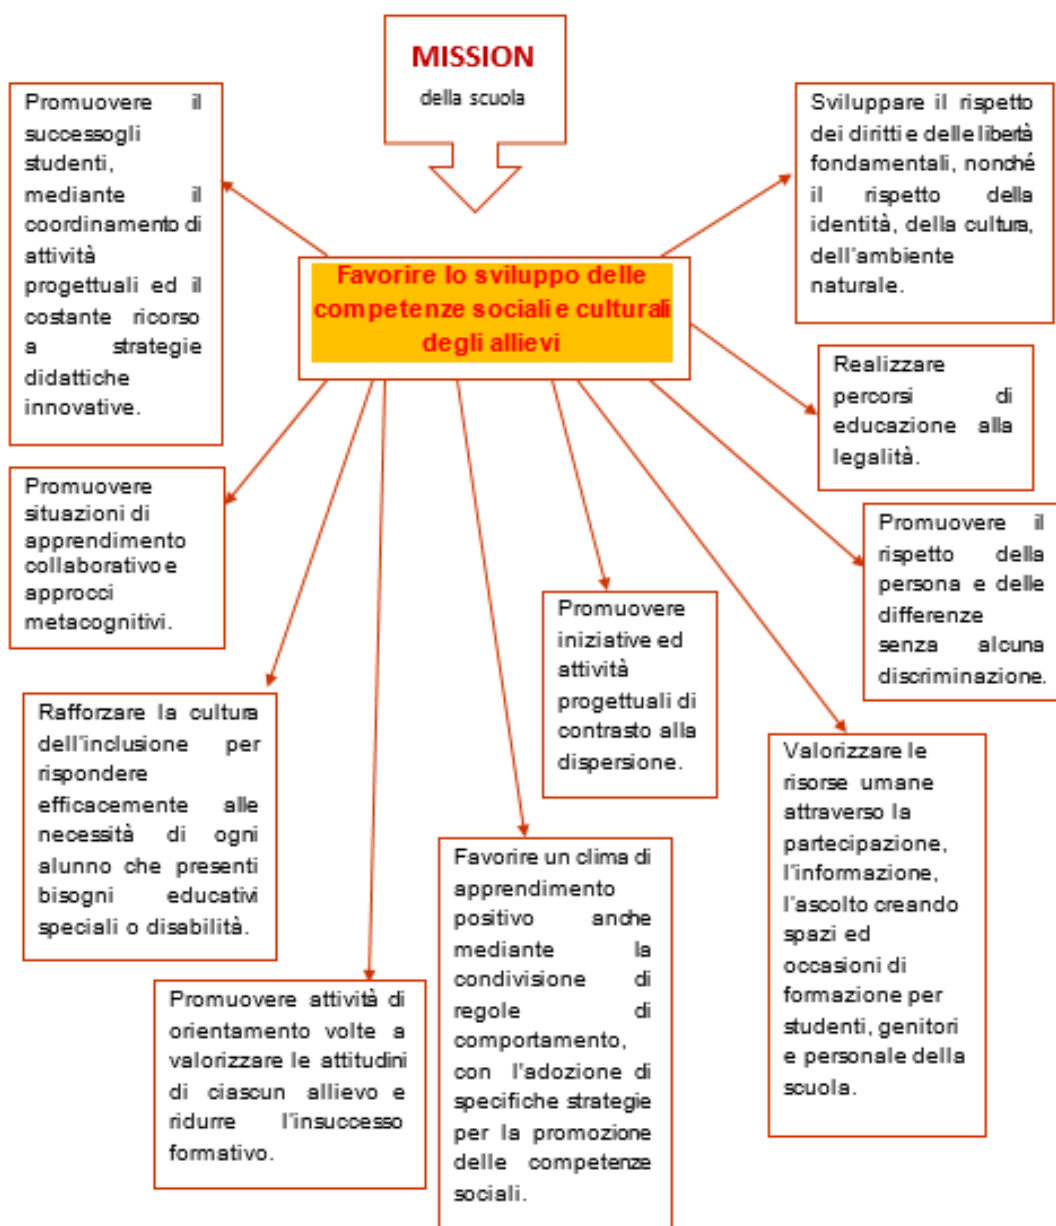 MISSION
della scuola
Favorire lo sviluppo delle
competenze sociali e culturali
degli allievi
Promuovere il
successogli
studenti,
mediante il
coordinamento di
attività
progettuali ed il
costante ricorso
a strategie
didattiche
innovative.
Sviluppare il rispetto
dei diritti e delle libertà
fondamentali, nonché
il rispetto della
identità, della cultura,
dell'ambiente
naturale.
Realizzare
percorsi di
educazione alla
legalità.
Promuovere
situazioni di
apprendimento
collaborativo e
approcci
metacognitivi.
Promuovere il
rispetto della
persona e delle
differenze
senza alcuna
discriminazione.
Promuovere
iniziative ed
attività
progettuali di
contrasto alla
dispersione.
Rafforzare la cultura
dell'inclusione per
rispondere
efficacemente alle
necessità di ogni
alunno che presenti
bisogni educativi
speciali o disabilità.
Valorizzare le
risorse umane
attraverso la
partecipazione,
l'informazione,
l'ascolto creando
spazi ed
occasioni di
formazione per
studenti, genitori
e personale della
scuola.
Favorire un clima di
apprendimento
positivo anche
mediante la
condivisione di
regole di
comportamento,
con l'adozione di
specifiche strategie
per la promozione
delle competenze
sociali.
Promuovere attività di
orientamento volte a
valorizzare le attitudini
di ciascun allievo e
ridurre l'insuccesso
formativo.